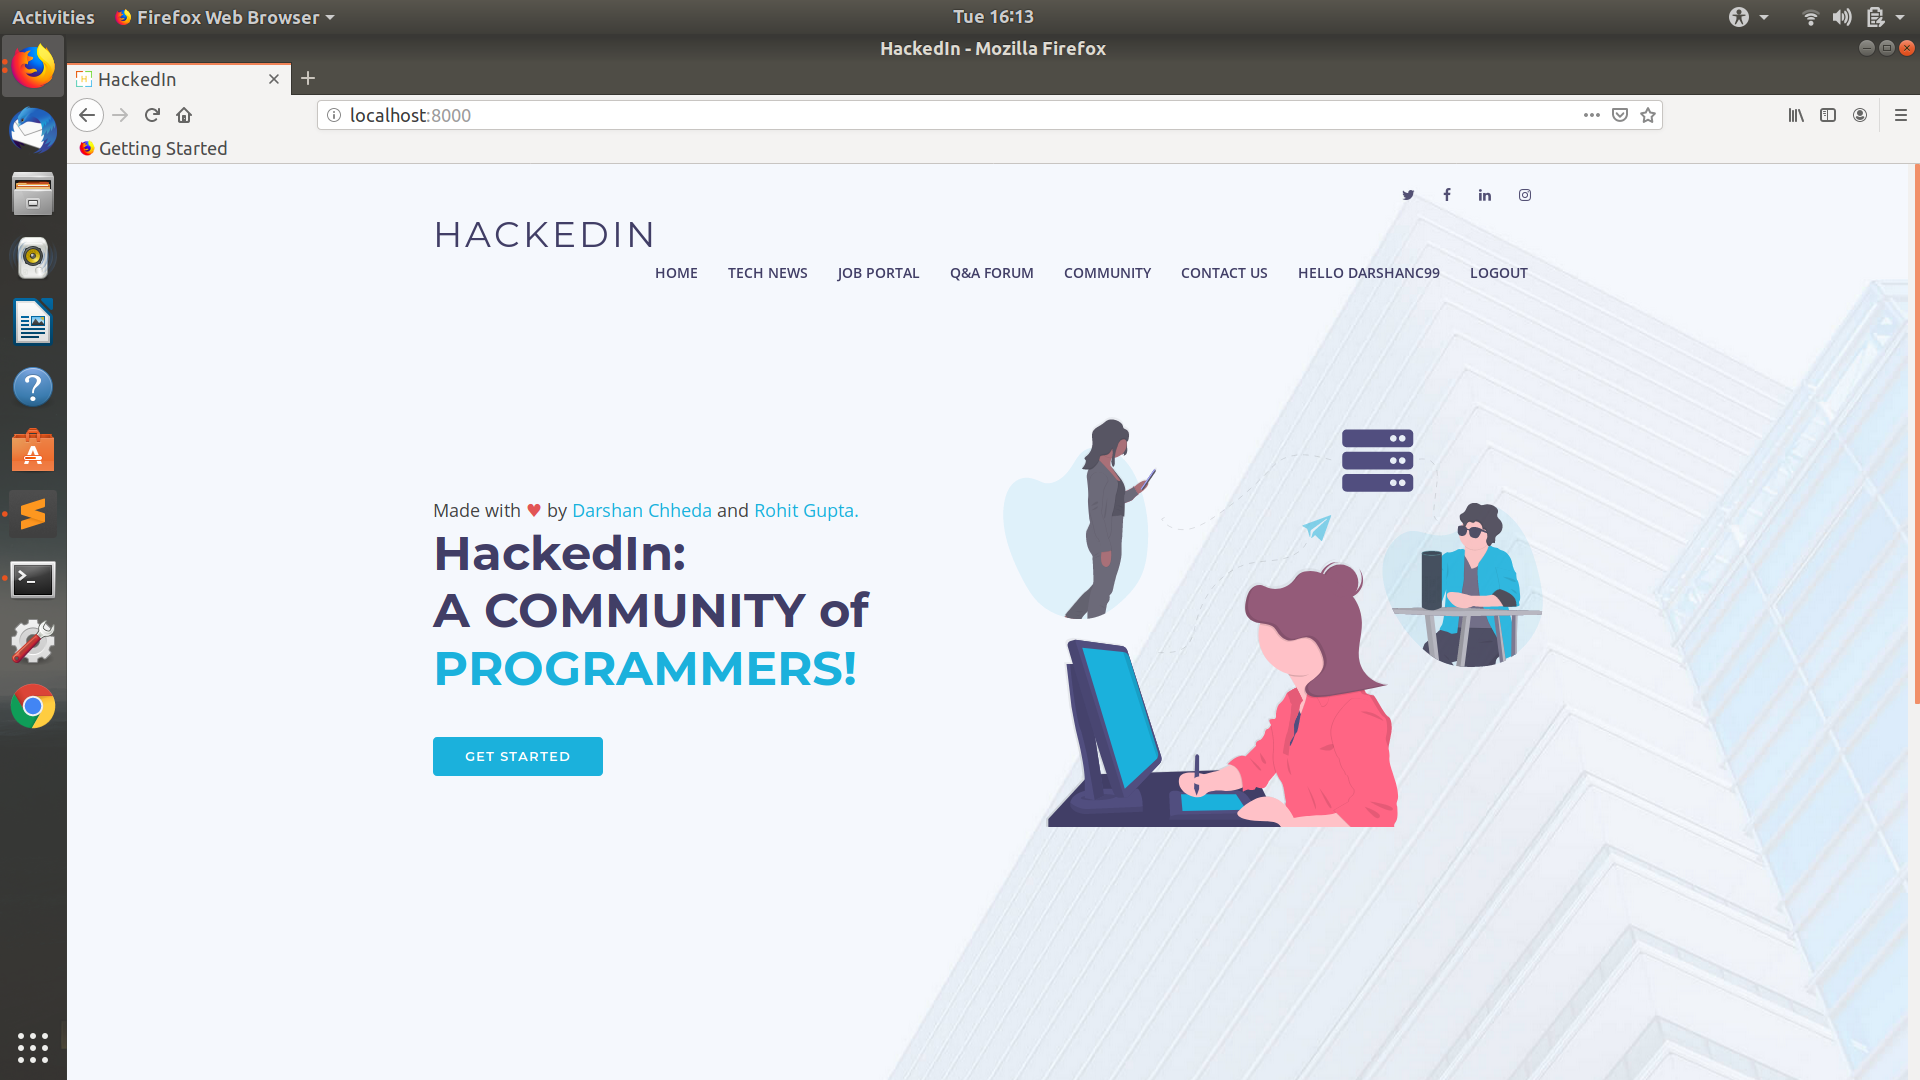 Activities Firefox Web Browser Tue 16:13
HackedIn - Mozilla Firefox
HackedIn
localhost:8000
Getting Started
HACKEDIN
HOME TECH NEWS JOB PORTAL Q&A FORUM COMMUNITY CONTACT US HELLO DARSHANC99 LOGOUT
Made with ♥ by Darshan Chheda and Rohit Gupta.
HackedIn:
A COMMUNITY of
PROGRAMMERS!
GET STARTED